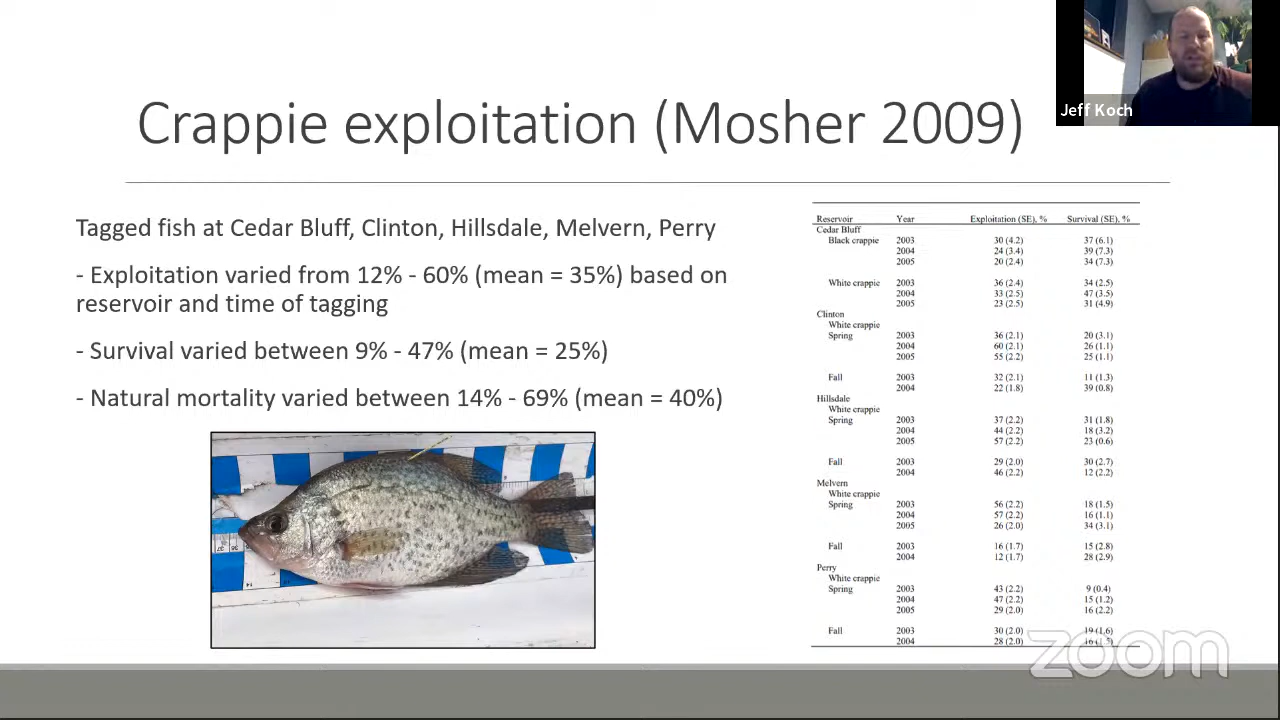 Jeff Koch
Crappie exploitation (Mosher 2009)
Tagged fish at Cedar Bluff, Clinton, Hillsdale, Melvern, Perry
- Exploitation varied from 12% - 60% (mean = 35%) based on
reservoir and time of tagging
- Survival varied between 9% - 47% (mean = 25%)
- Natural mortality varied between 14% - 69% (mean = 40%)
Reservoir Year Exploitation (SE), % Survival (SE), %
Cedar Bluff
Black crappie 2003 30 (4.2) 37 (6.1)
2004 24 (3.4) 39 (7.3)
2005 20 (2.4) 34 (7.3)
White crappie 2003 36 (2.4) 34 (2.5)
2004 33 (2.5) 47 (3.5)
2005 23 (2.5) 31 (4.9)
Clinton
White crappie
Spring 2003 36 (2.1) 20 (3.1)
2004 60 (2.1) 26 (1.1)
2005 55 (2.2) 25 (1.1)
Fall 2003 32 (2.1) 11 (1.3)
2004 22 (1.8) 39 (0.8)
Hillsdale
White crappie
Spring 2003 37 (2.2) 31 (1.8)
2004 44 (2.2) 18 (3.2)
2005 57 (2.2) 23 (0.6)
Fall 2003 29 (2.0) 30 (2.7)
2004 46 (2.2) 12 (2.2)
Melvern
White crappie
Spring 2003 56 (2.2) 18 (1.5)
2004 57 (2.2) 16 (1.1)
2005 26 (2.0) 34 (3.1)
Fall 2003 16 (1.7) 15 (2.8)
2004 12 (1.7) 28 (2.9)
Perry
White crappie
Spring 2003 43 (2.2) 9 (0.4)
2004 47 (2.2) 15 (1.2)
2005 29 (2.0) 16 (2.2)
Fall 2003 30 (2.0) 19 (1.6)
2004 28 (2.0)
zoom